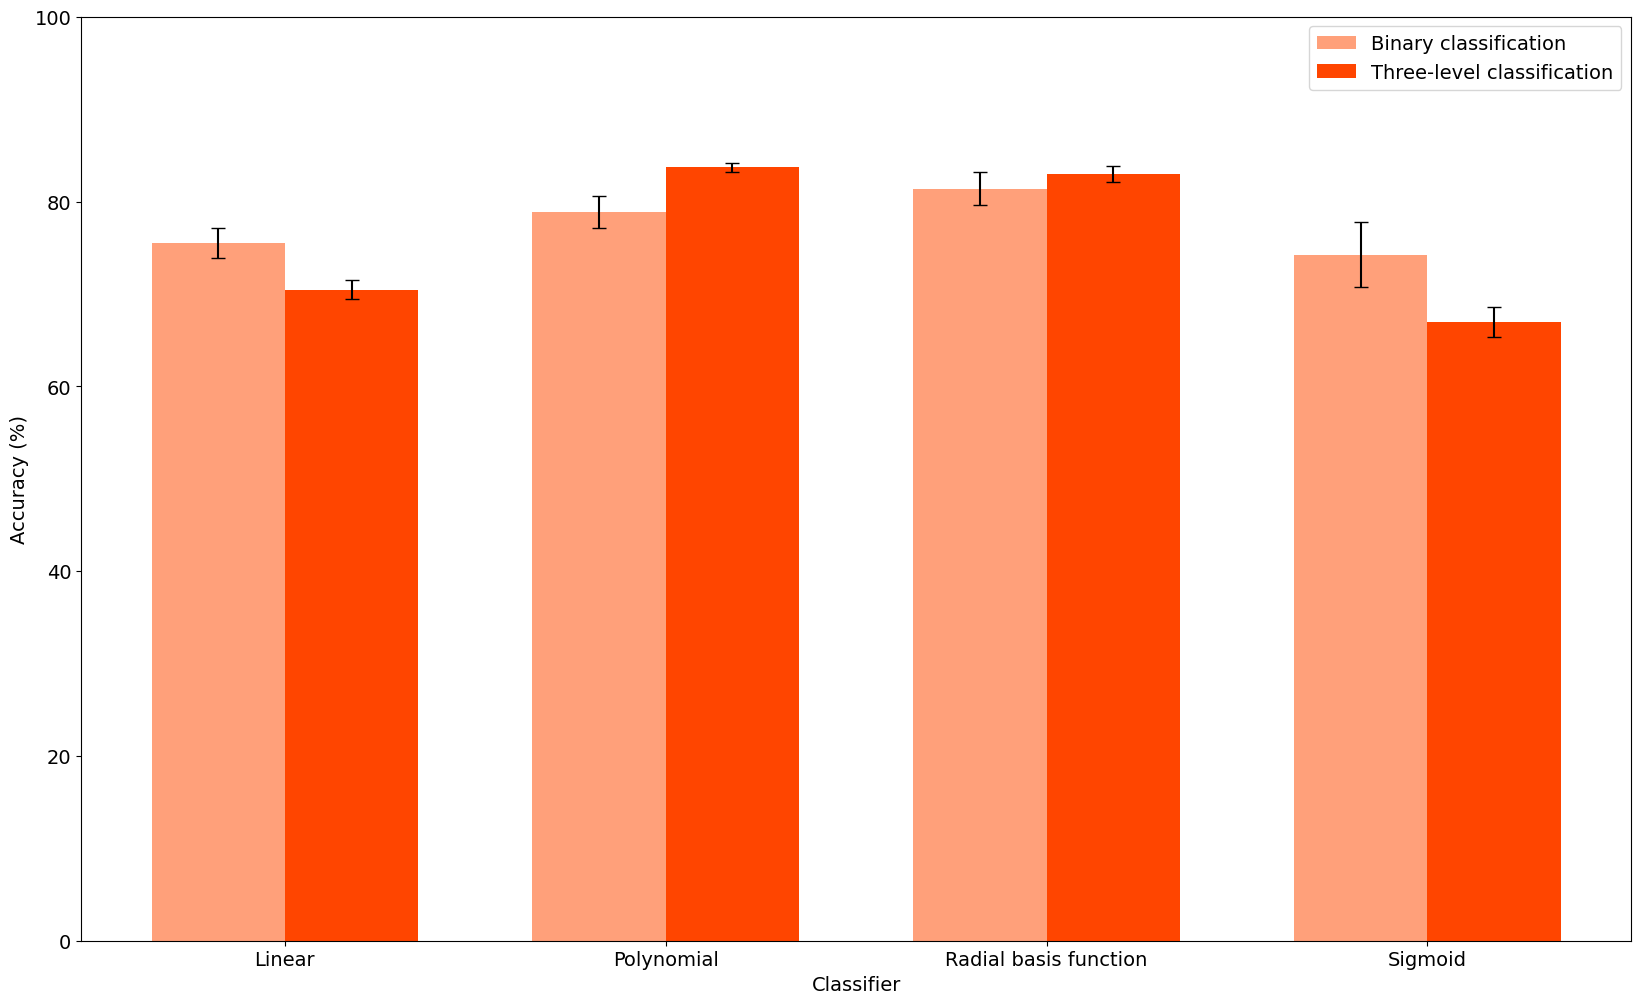 Binary classification
Three-level classification
100
80
60
40
20
0
Accuracy (%)
Linear
Polynomial
Radial basis function
Sigmoid
Classifier